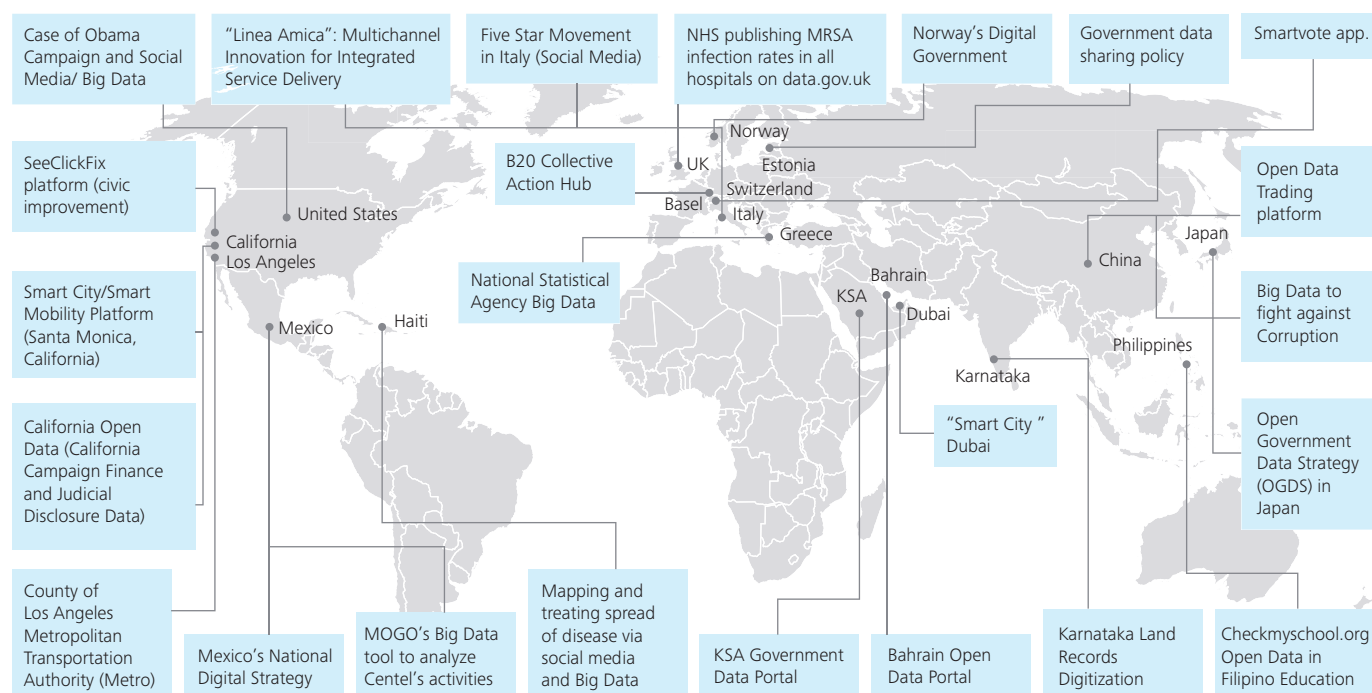 Case of Obama
Campaign and Social
Media/ Big Data
“Linea Amica”: Multichannel
Innovation for Integrated
Service Delivery
Five Star Movement
in Italy (Social Media)
NHS publishing MRSA
infection rates in all
hospitals on data.gov.uk
Norway’s Digital
Government
Government data
sharing policy
Smartvote app.
SeeClickFix
platform (civic
improvement)
B20 Collective
Action Hub
Norway
UK
Estonia
Switzerland
Basel
Italy
Greece
Open Data
Trading
platform
United States
California
Los Angeles
Japan
China
Smart City/Smart
Mobility Platform
(Santa Monica,
California)
National Statistical
Agency Big Data
Bahrain
KSA
Dubai
Big Data to
fight against
Corruption
Mexico
Haiti
Philippines
Karnataka
California Open
Data (California
Campaign Finance
and Judicial
Disclosure Data)
“Smart City ”
Dubai
Open
Government
Data Strategy
(OGDS) in
Japan
County of
Los Angeles
Metropolitan
Transportation
Authority (Metro)
Mexico’s National
Digital Strategy
MOGO’s Big Data
tool to analyze
Centel’s activities
Mapping and
treating spread
of disease via
social media
and Big Data
KSA Government
Data Portal
Bahrain Open
Data Portal
Karnataka Land
Records
Digitization
Checkmyschool.org
Open Data in
Filipino Education